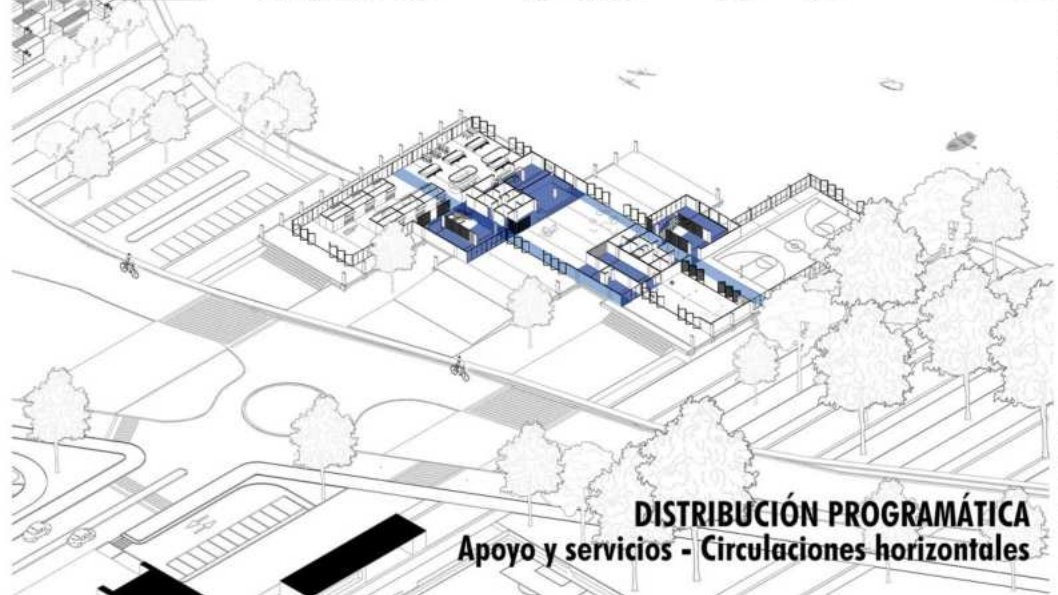 DISTRIBUCIÓN PROGRAMÁTICA
Apoyo y servicios - Circulaciones horizontales